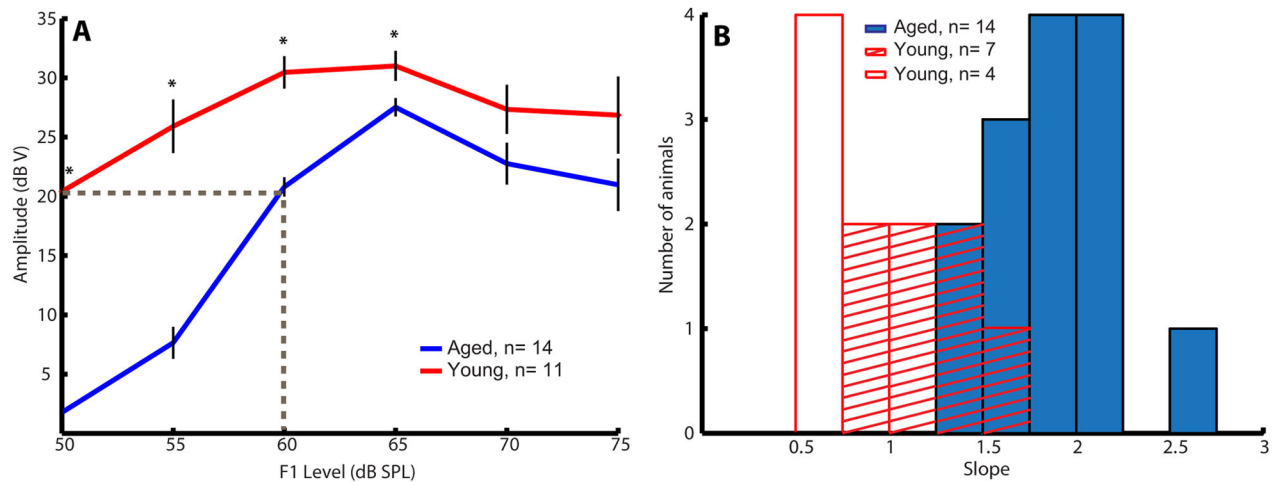 A
Amplitude (dB V)
35
30
25
20
15
10
5
*
*
*
*
Aged, n= 14
Young, n= 11
50
55
60
65
70
75
F1 Level (dB SPL)
B
Number of animals
4
3
2
1
0
Aged, n= 14
Young, n= 7
Young, n= 4
0.5
1
1.5
2
2.5
3
Slope